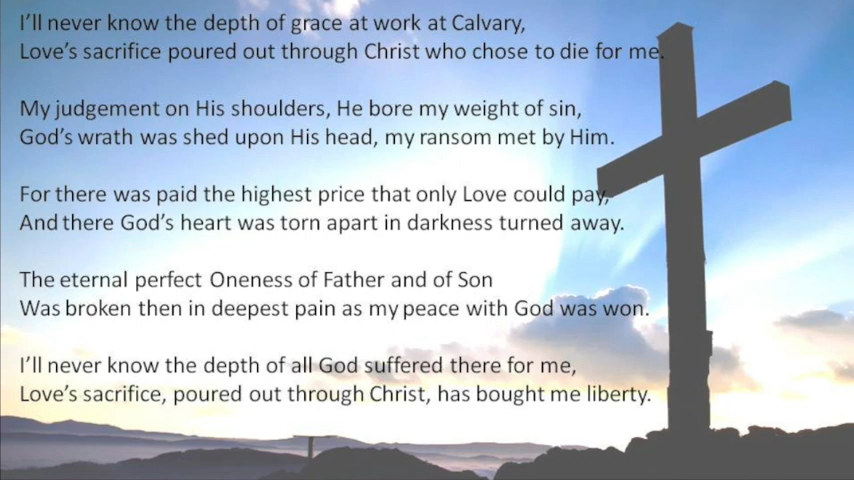 I’ll never know the depth of grace at work at Calvary,
Love’s sacrifice poured out through Christ who chose to die for me.
My judgement on His shoulders, He bore my weight of sin,
God’s wrath was shed upon His head, my ransom met by Him.
For there was paid the highest price that only Love could pay,
And there God’s heart was torn apart in darkness turned away.
The eternal perfect Oneness of Father and of Son
Was broken then in deepest pain as my peace with God was won.
I’ll never know the depth of all God suffered there for me,
Love’s sacrifice, poured out through Christ, has bought me liberty.